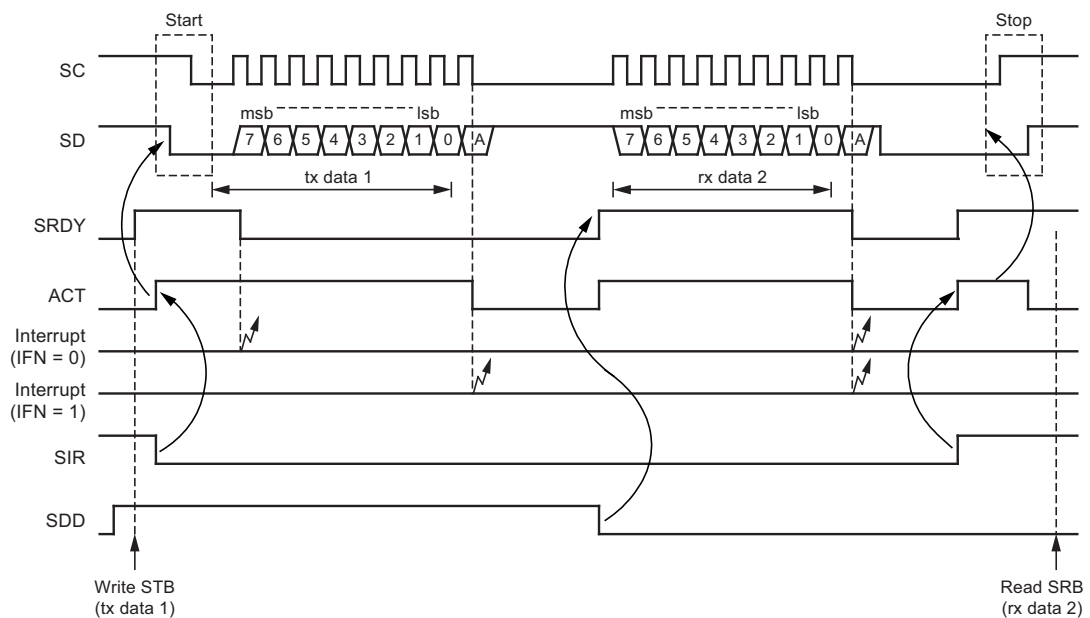 Start
Stop
SC
msb
lsb
msb
lsb
SD
7 6 5 4 3 2 1 0 A
7 6 5 4 3 2 1 0 A
tx data 1
rx data 2
SRDY
ACT
Interrupt
(IFN = 0)
Interrupt
(IFN = 1)
SIR
SDD
Write STB
(tx data 1)
Read SRB
(rx data 2)